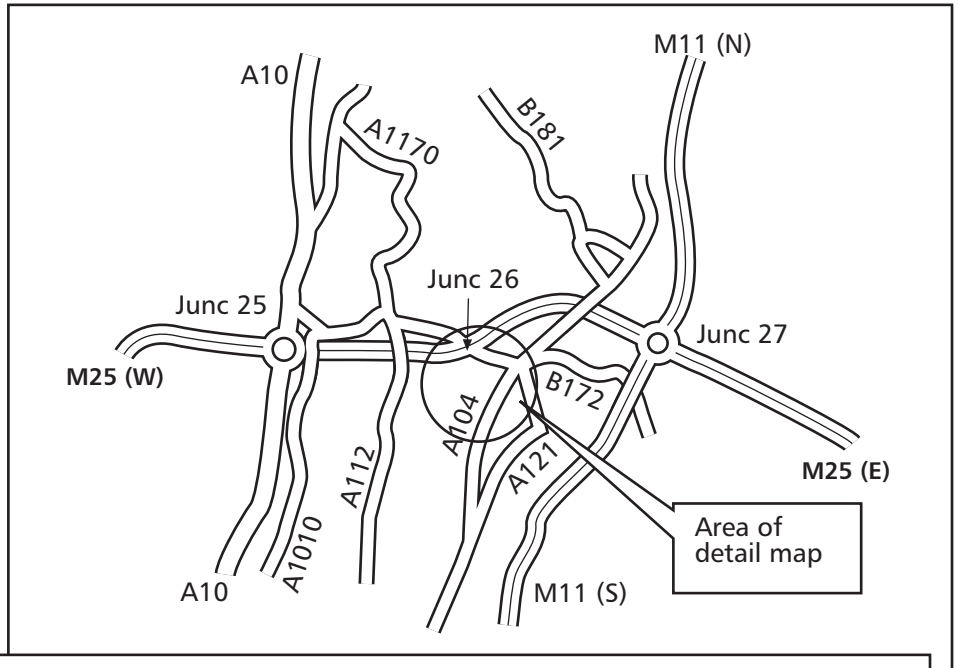 M11 (N)
A10
B181
A1170
Junc 26
Junc 25
Junc 27
M25 (W)
B172
A104
M25 (E)
A112
A121
Area of
detail map
A1010
A10
M11 (S)